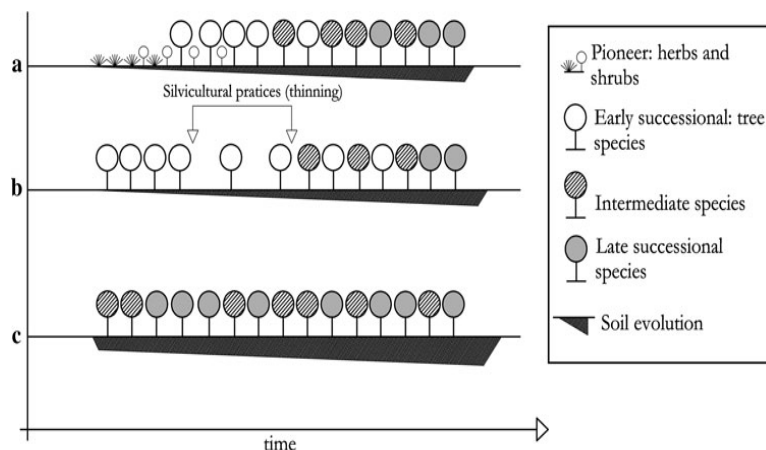 a
Silvicultural pratices (thinning)
b
c
time
Pioneer: herbs and
shrubs
Early successional: tree
species
Intermediate species
Late successional
species
Soil evolution